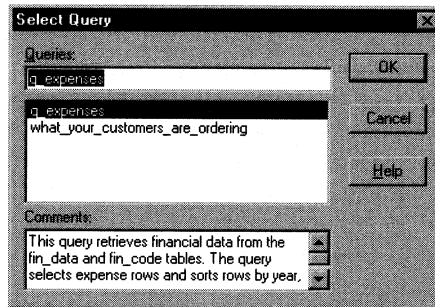 Select Query
Queries:
q_expenses
OK
q_expenses
what_your_customers_are_ordering
Cancel
Help
Comments:
This query retrieves financial data from the
fin_data and fin_code tables. The query
selects expense rows and sorts rows by year,